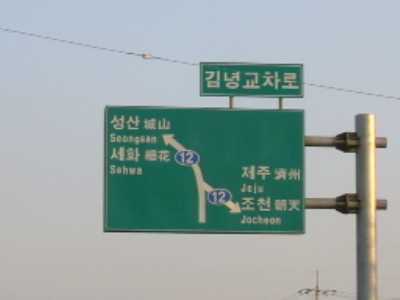 김녕교차로
성산 城山
Seongsan
세화 細花
Sehwa
12
제주 濟州
Jeju
12
조천 朝天
Jocheon